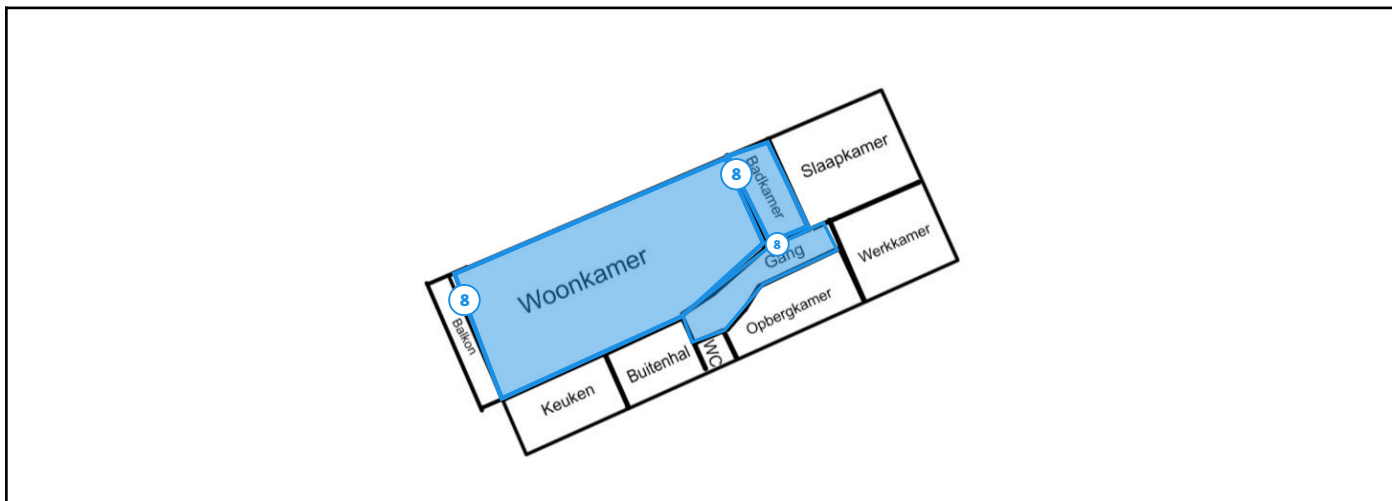 Badkamer
8
Slaapkamer
8
Gang
Werkkamer
Woonkamer
8
Balkon
Opbergkamer
WC
Buitenhal
Keuken